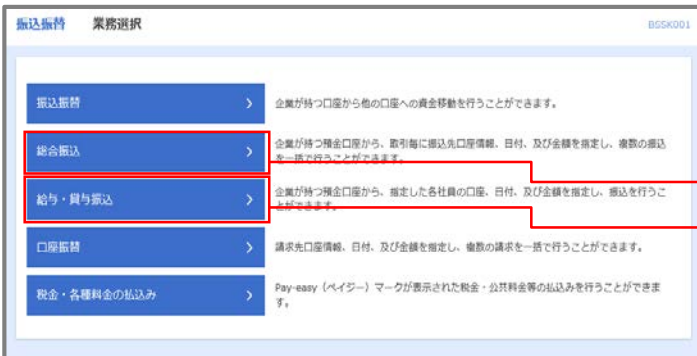 振込振替 業務選択
BSSK001
振込振替
企業が持つ口座から他の口座への資金移動を行うことができます。
総合振込
企業が持つ預金口座から、取引毎に振込先口座情報、日付、及び金額を指定し、複数の振込
を一括で行うことができます。
給与・賞与振込
企業が持つ預金口座から、指定した各社員の口座、日付、及び金額を指定し、振込を行うこ
とができます。
口座振替
請求先口座情報、日付、及び金額を指定し、複数の請求を一括で行うことができます。
税金・各種料金の払込み
Pay-easy（ペイジー）マークが表示された税金・公共料金等の払込みを行うことができま
す。